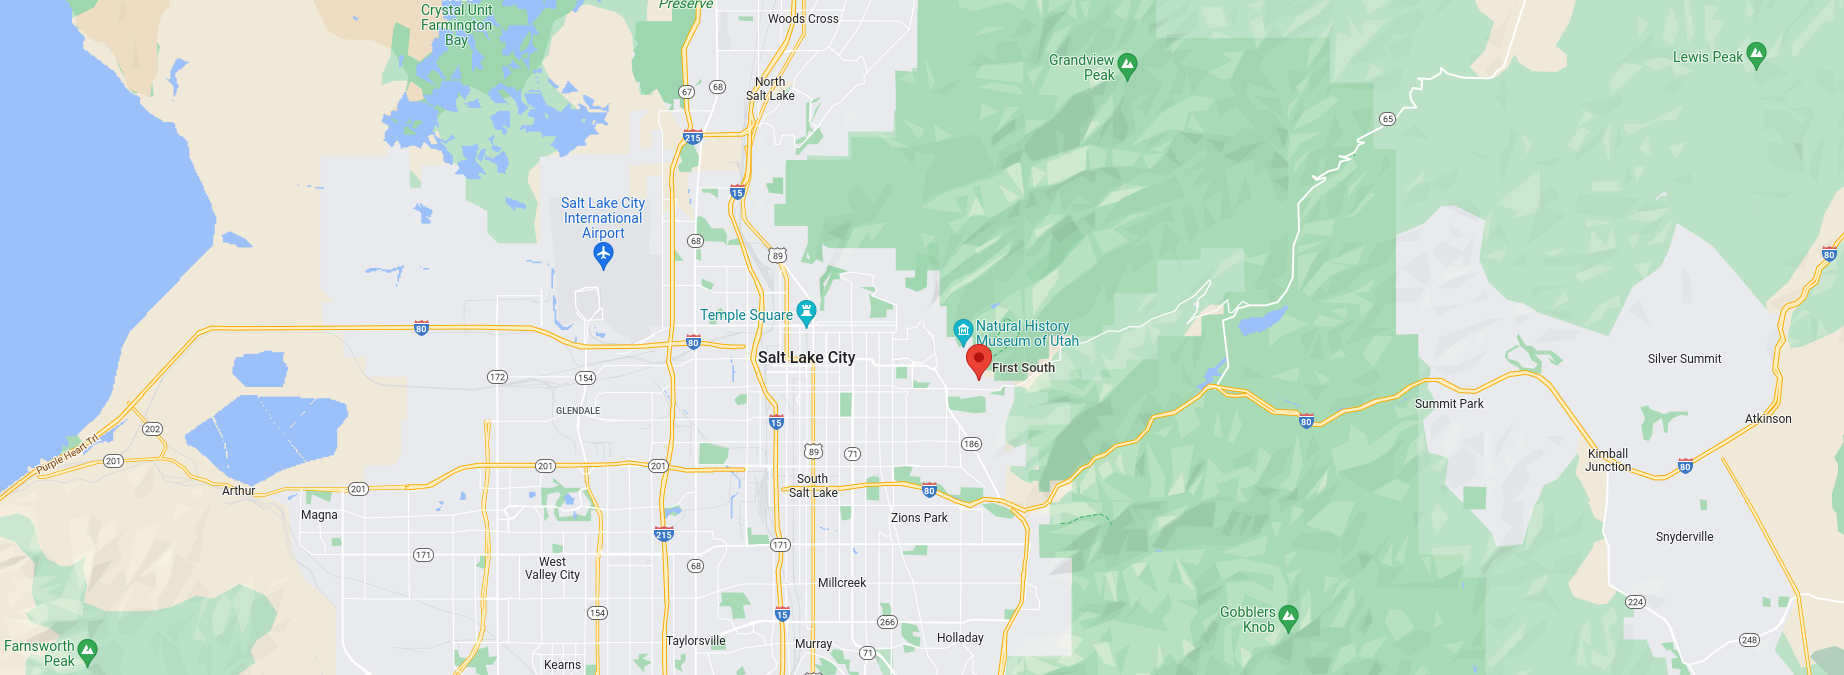 Preserve
Crystal Unit
Farmington
Bay
Woods Cross
Grandview
Peak
Lewis Peak
67
68
North
Salt Lake
65
215
15
Salt Lake City
International
Airport
68
89
80
Temple Square
Natural History
Museum of Utah
80
80
Salt Lake City
First South
Silver Summit
172
154
GLENDALE
Summit Park
Atkinson
202
15
80
Purple Heart Trl
201
201
201
89
71
186
Kimball
Junction
80
Arthur
201
South
Salt Lake
80
Magna
Zions Park
215
Snyderville
171
171
West
Valley City
68
Millcreek
154
15
266
224
Gobblers
Knob
Farnsworth
Peak
Taylorsville
Murray
Holladay
248
71
Kearns